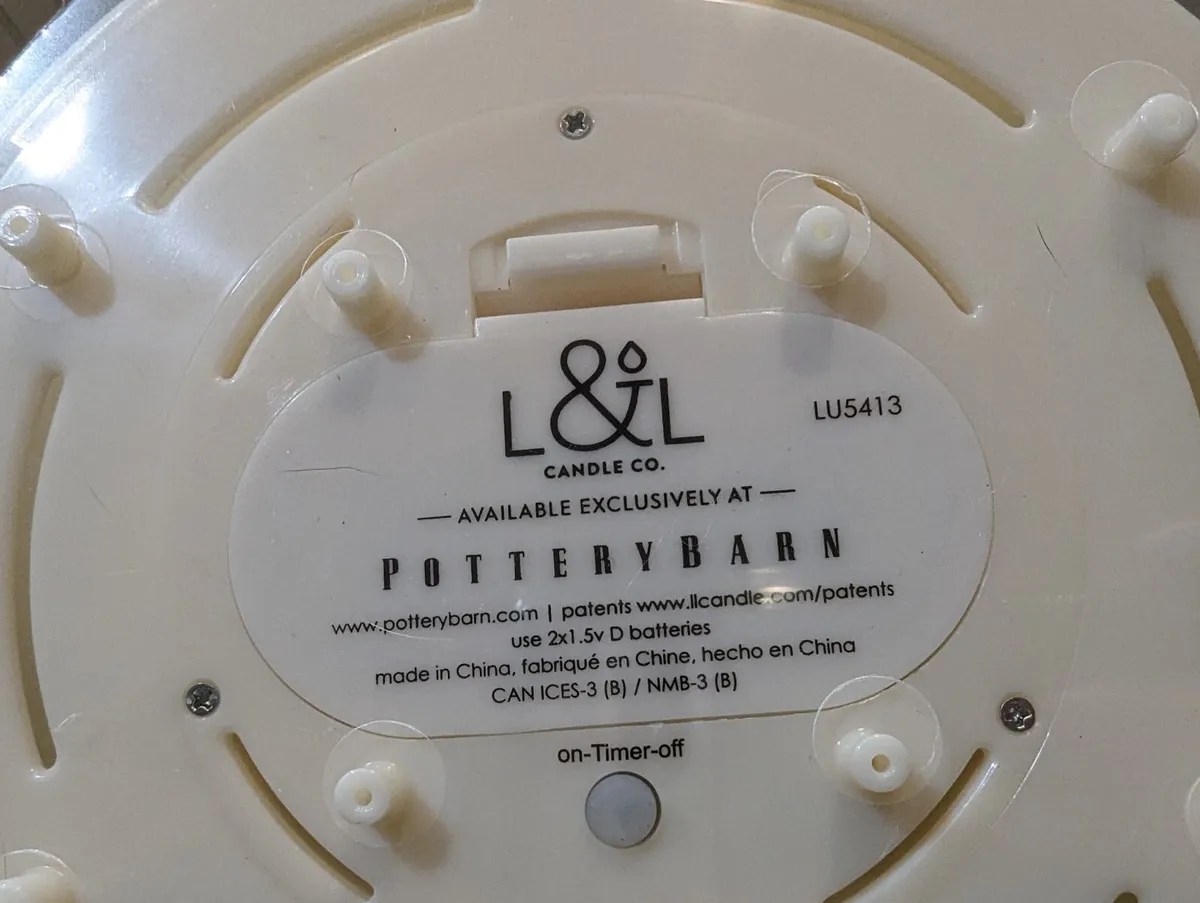 L&L
LU5413
CANDLE CO.
AVAILABLE EXCLUSIVELY AT
POTTERYBARN
www.potterybarn.com | patents www.llcandle.com/patents
use 2x1.5v D batteries
made in China, fabriqué en Chine, hecho en China
CAN ICES-3 (B) / NMB-3 (B)
on-Timer-off